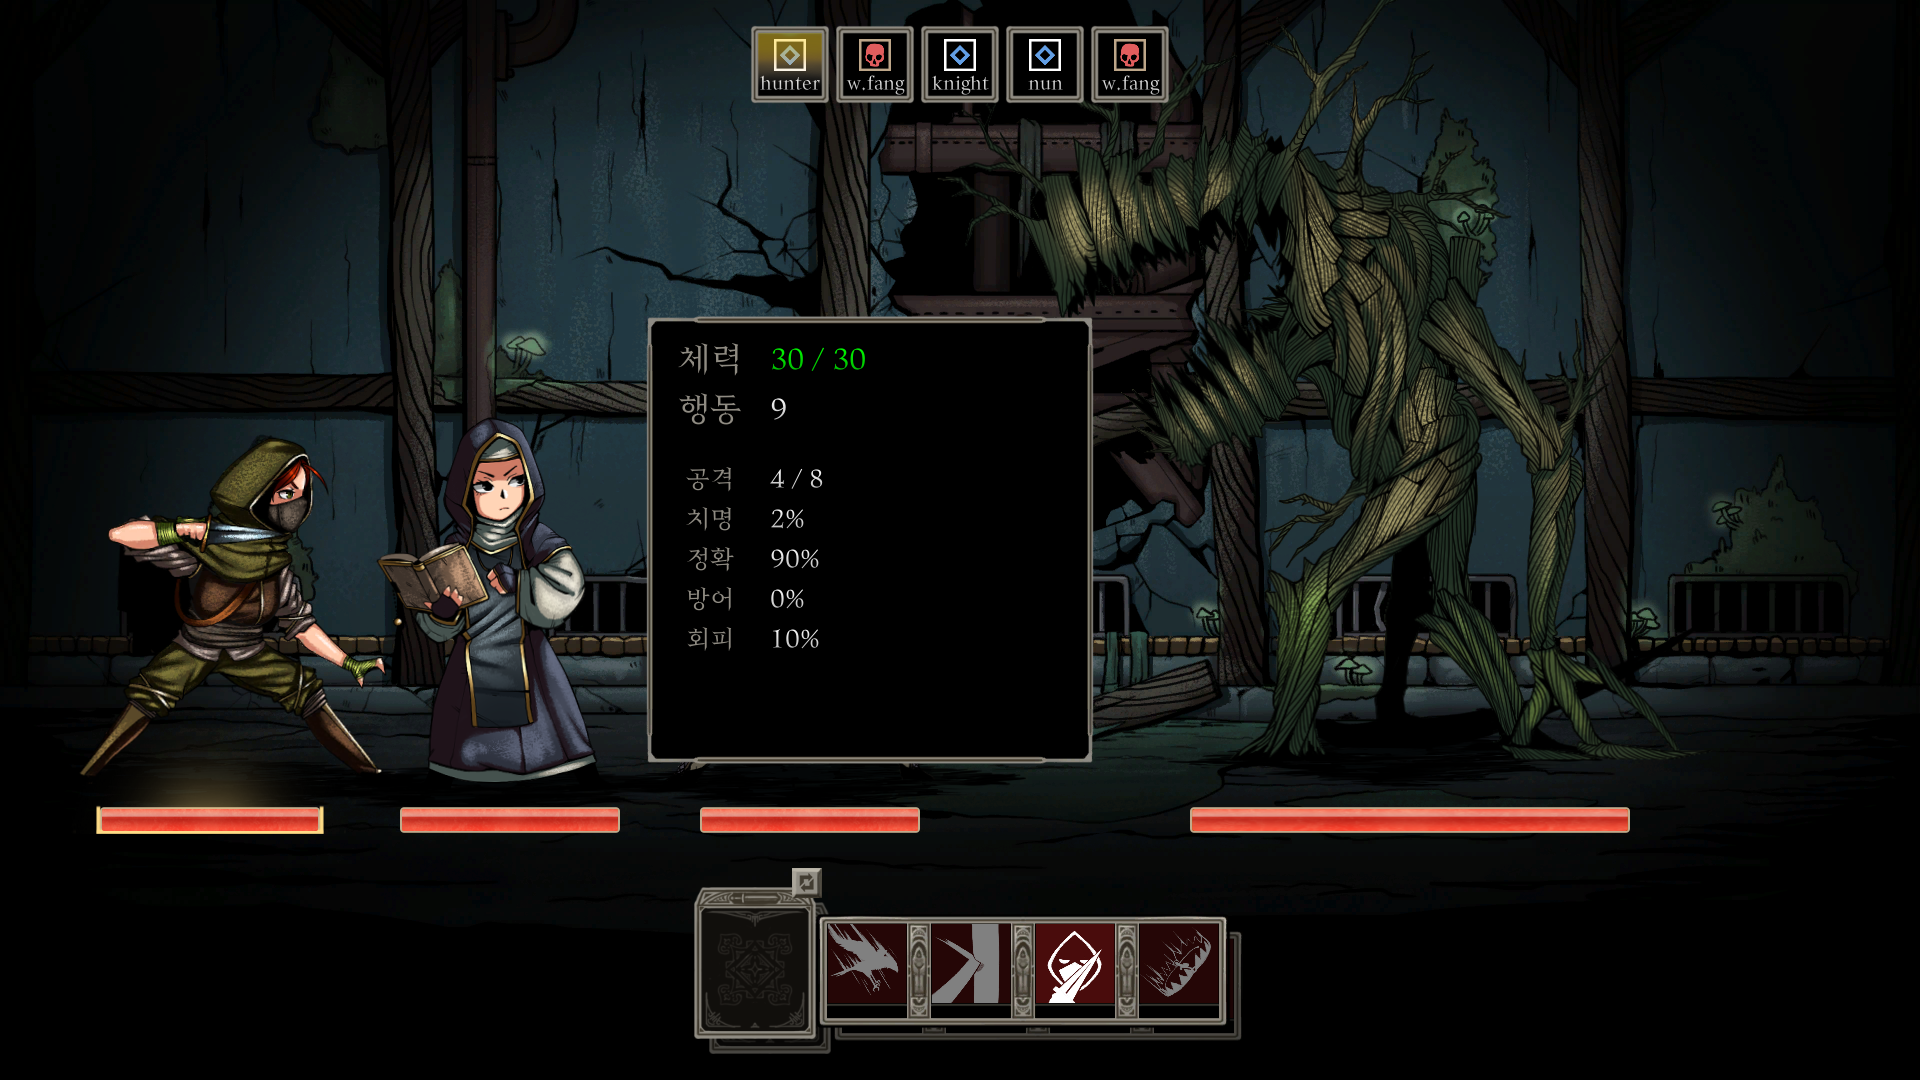 hunter w.fang knight nun w.fang
체력 30 / 30
행동 9
공격 4 / 8
치명 2%
정확 90%
방어 0%
회피 10%